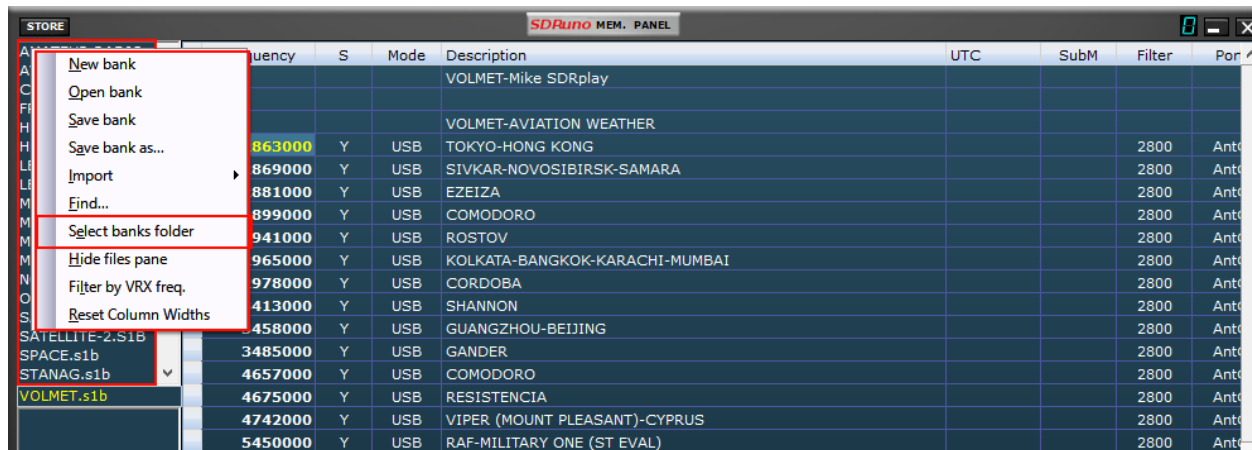 STORE SDRuno MEM. PANEL 8
S Mode Description UTC SubM Filter
New bank
Open bank
Save bank
Save bank as...
Import
Find...
Select banks folder
Hide files pane
Filter by VRX freq.
Reset Column Widths
SATELLITE-2.S1B
SPACE.s1b
STANAG.s1b
VOLMET.s1b
VOLMET-Mike SDRplay
VOLMET-AVIATION WEATHER
863000 Y USB TOKYO-HONG KONG 2800
869000 Y USB SIVKAR-NOVOSIBIRSK-SAMARA 2800
881000 Y USB EZEIZA 2800
899000 Y USB COMODORO 2800
941000 Y USB ROSTOV 2800
965000 Y USB KOLKATA-BANGKOK-KARACHI-MUMBAI 2800
978000 Y USB CORDOBA 2800
413000 Y USB SHANNON 2800
458000 Y USB GUANGZHOU-BEIJING 2800
3485000 Y USB GANDER 2800
4657000 Y USB COMODORO 2800
4675000 Y USB RESISTENCIA 2800
4742000 Y USB VIPER (MOUNT PLEASANT)-CYPRUS 2800
5450000 Y USB RAF-MILITARY ONE (ST EVAL) 2800